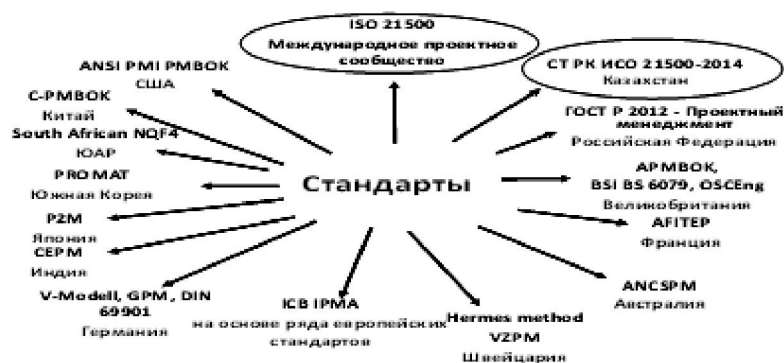 ISO 21500
Международное проектное
сообщество
ANSI PMI PMBOK
США
СТ РК ИСО 21500-2014
Казахстан
C-PMBOK
Китай
ГОСТ Р 2012 - Проектный
менеджмент
Российская Федерация
South African NQF4
ЮАР
PROMAT
Южная Корея
Стандарты
APMBOK,
BSI BS 6079, OSCEng
Великобритания
P2M
Япония
AFITEP
Франция
CEPM
Индия
V-Modell, GPM, DIN
69901
Германия
ICB IPMA
на основе ряда европейских
стандартов
Hermes method
VZPM
Швейцария
ANCSPM
Австралия